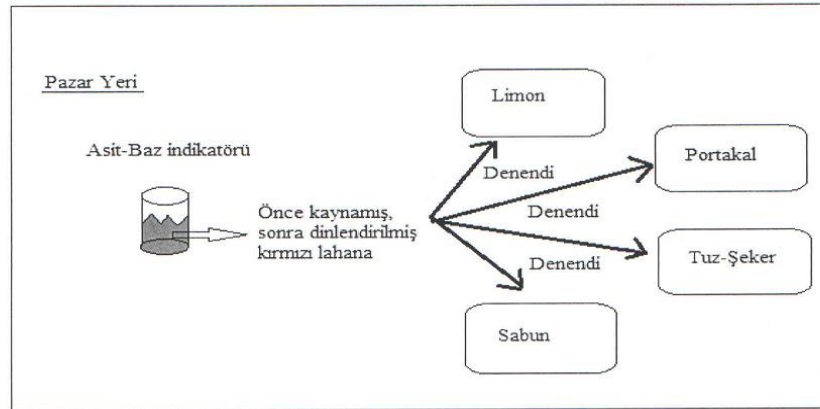 Pazar Yeri
Asit-Baz indikatörü
Önce kaynamış,
sonra dinlendirilmiş
kırmızı lahana
Limon
Denendi
Portakal
Denendi
Denendi
Tuz-Şeker
Sabun